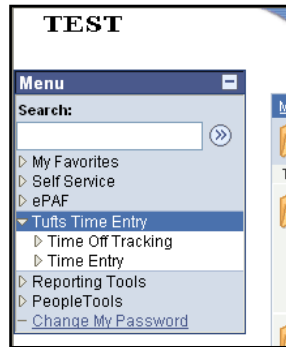 TEST
Menu
Search:
My Favorites
Self Service
ePAF
Tufts Time Entry
Time Off Tracking
Time Entry
Reporting Tools
PeopleTools
Change My Password